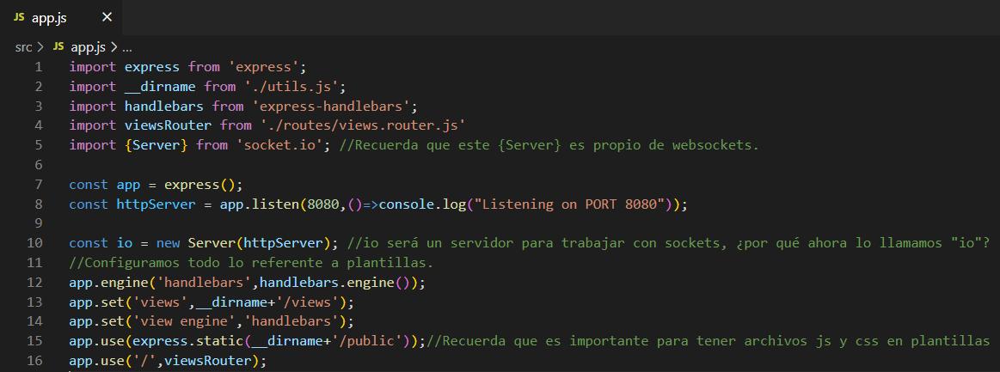 JS app.js ×
src > JS app.js > ...
1 import express from 'express';
2 import __dirname from './utils.js';
3 import handlebars from 'express-handlebars';
4 import viewsRouter from './routes/views.router.js'
5 import {Server} from 'socket.io'; //Recuerda que este {Server} es propio de websockets.
6
7 const app = express();
8 const httpServer = app.listen(8080,()=>console.log("Listening on PORT 8080"));
9
10 const io = new Server(httpServer); //io será un servidor para trabajar con sockets, ¿por qué ahora lo llamamos "io"?
11 //Configuramos todo lo referente a plantillas.
12 app.engine('handlebars',handlebars.engine());
13 app.set('views',__dirname+'/views');
14 app.set('view engine','handlebars');
15 app.use(express.static(__dirname+'/public'));//Recuerda que es importante para tener archivos js y css en plantillas
16 app.use('/',viewsRouter);